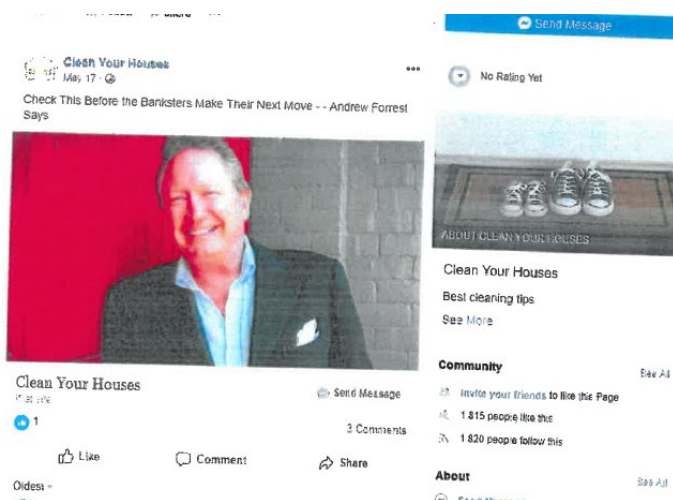 Send Message
Clean Your Houses
May 17
Check This Before the Banksters Make Their Next Move - - Andrew Forrest
Says
Clean Your Houses
Send Message
1
3 Comments
Like
Comment
Share
Oldest
No Rating Yet
ABOUT CLEAN YOUR HOUSES
Clean Your Houses
Best cleaning tips
See More
Community
See All
Invite your friends to like this Page
1 815 people like this
1 820 people follow this
About
See All
Send Message